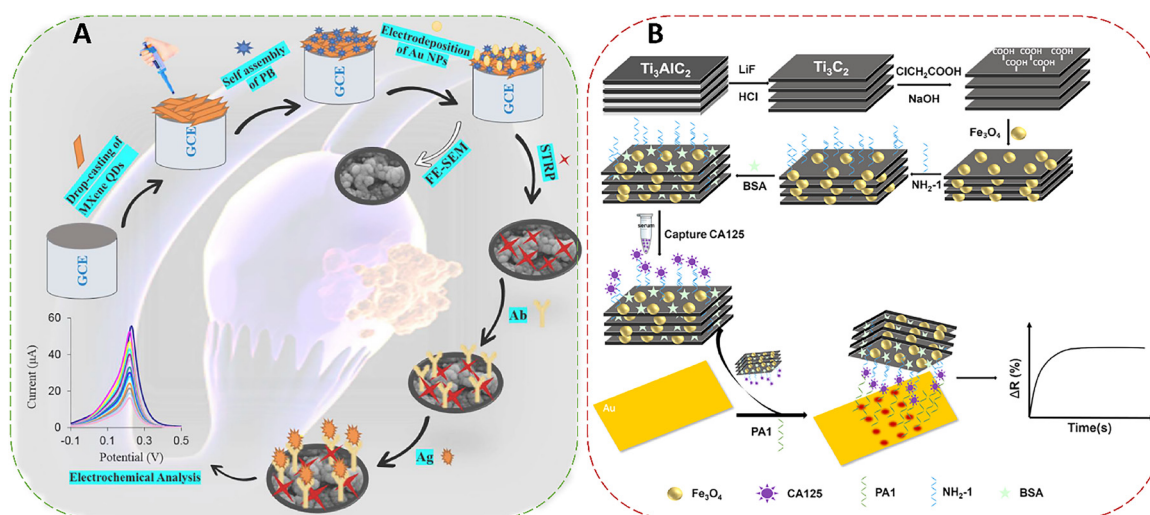 A
Drop-casting of
MXene QDs
GCE
GCE
Self assembly
of PB
GCE
Electrodeposition
of Au NPs
GCE
FE-SEM
STRP
Ab
Ag
Electrochemical Analysis
Current (µA)
60
40
20
0
-0.1
0.1
0.3
0.5
Potential (V)
B
Ti3AlC2
LiF
HCl
Ti3C2
ClCH2COOH
NaOH
COOH COOH
COOH COOH
Fe3O4
NH2-1
BSA
serum
Capture CA125
Au
PA1
ΔR (%)
Time(s)
Fe3O4
CA125
PA1
NH2-1
BSA